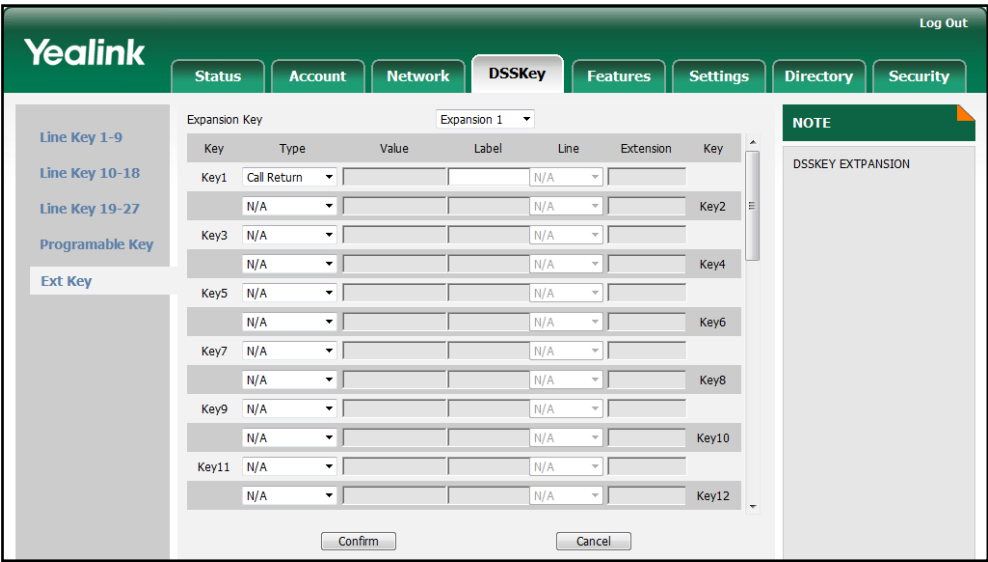 Log Out
Yealink
Status Account Network DSSKey Features Settings Directory Security
Line Key 1-9
Line Key 10-18
Line Key 19-27
Programable Key
Ext Key
Expansion Key Expansion 1
Key Type Value Label Line Extension Key
Key1 Call Return N/A
N/A N/A Key2
Key3 N/A N/A
N/A N/A Key4
Key5 N/A N/A
N/A N/A Key6
Key7 N/A N/A
N/A N/A Key8
Key9 N/A N/A
N/A N/A Key10
Key11 N/A N/A
N/A N/A Key12
Confirm Cancel
NOTE
DSSKEY EXTPANSION